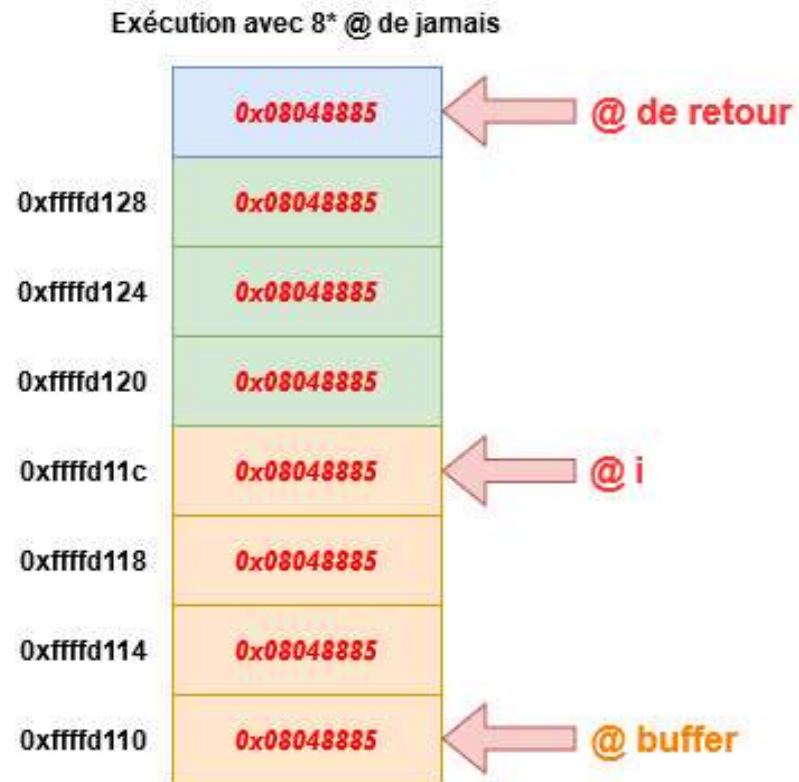 Exécution avec 8* @ de jamais
0x08048885 @ de retour
0xffffd128 0x08048885
0xffffd124 0x08048885
0xffffd120 0x08048885
0xffffd11c 0x08048885 @ i
0xffffd118 0x08048885
0xffffd114 0x08048885
0xffffd110 0x08048885 @ buffer